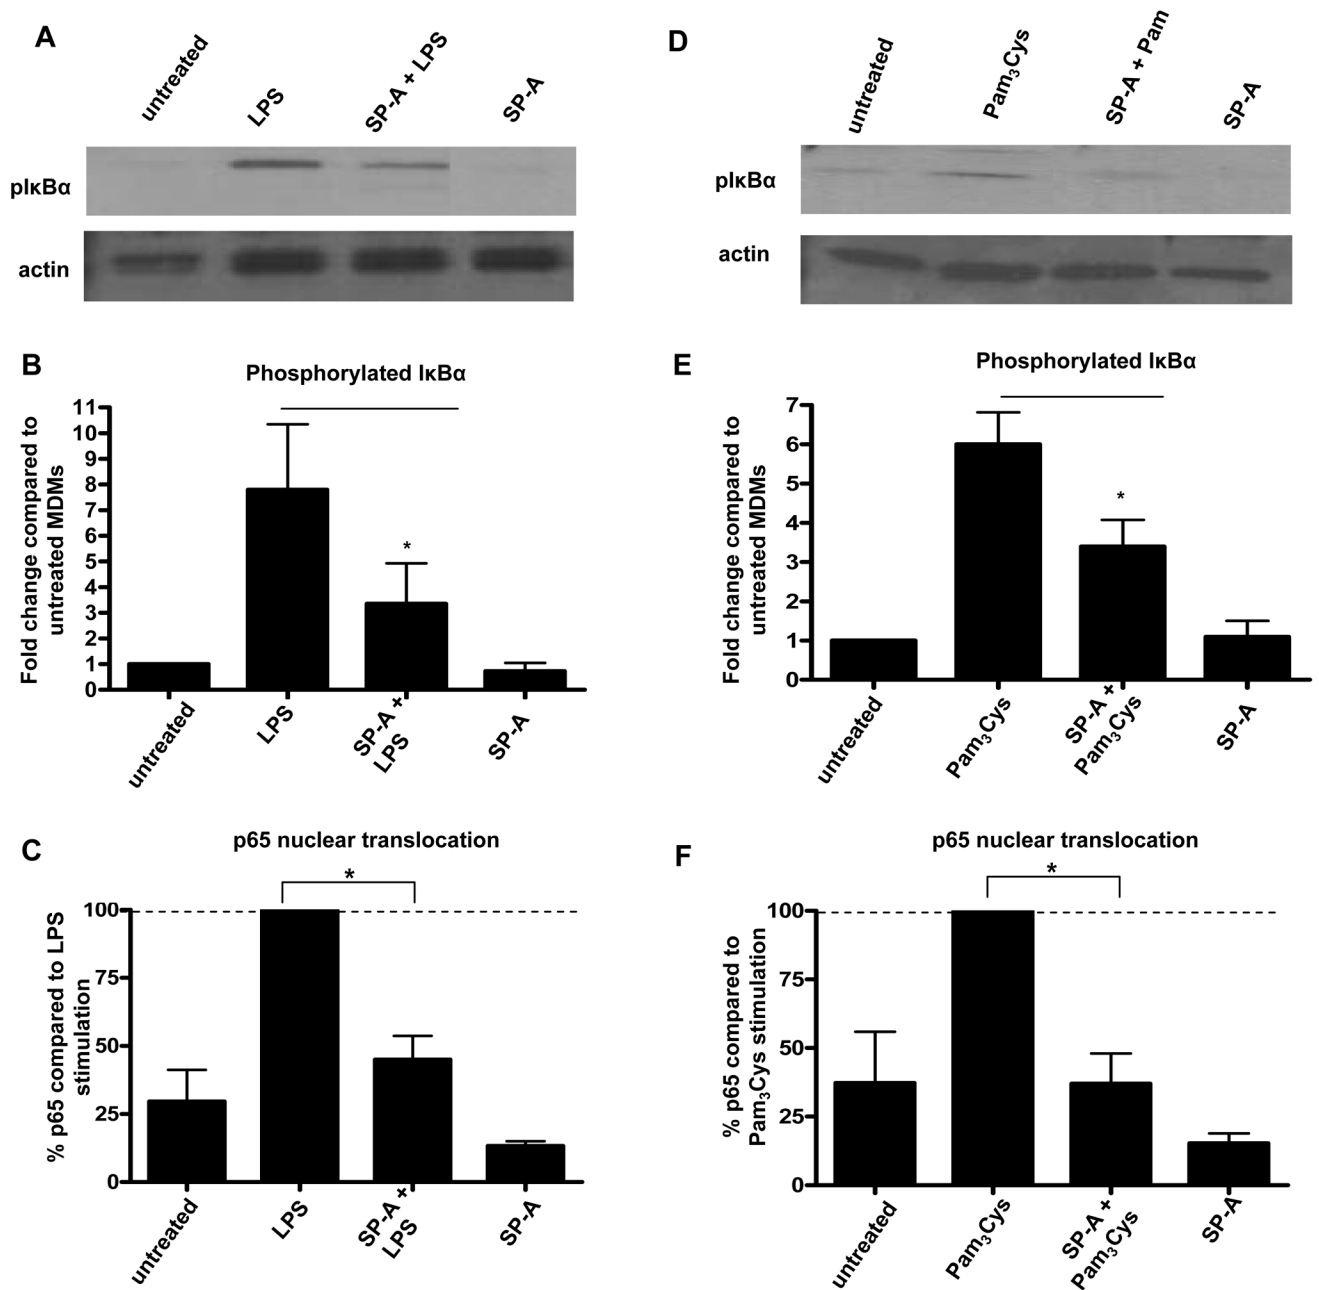 A
untreated
LPS
SP-A + LPS
SP-A
pIκBα
actin
B
Phosphorylated IκBα
Fold change compared to
untreated MDMs
11
10
9
8
7
6
5
4
3
2
1
0
*
untreated
LPS
SP-A +
LPS
SP-A
C
p65 nuclear translocation
*
% p65 compared to LPS
stimulation
100
75
50
25
0
untreated
LPS
SP-A +
LPS
SP-A
D
untreated
Pam₃Cys
SP-A + Pam
SP-A
pIκBα
actin
E
Phosphorylated IκBα
Fold change compared to
untreated MDMs
7
6
5
4
3
2
1
0
*
untreated
Pam₃Cys
SP-A +
Pam₃Cys
SP-A
F
p65 nuclear translocation
*
% p65 compared to
Pam₃Cys stimulation
100
75
50
25
0
untreated
Pam₃Cys
SP-A +
Pam₃Cys
SP-A